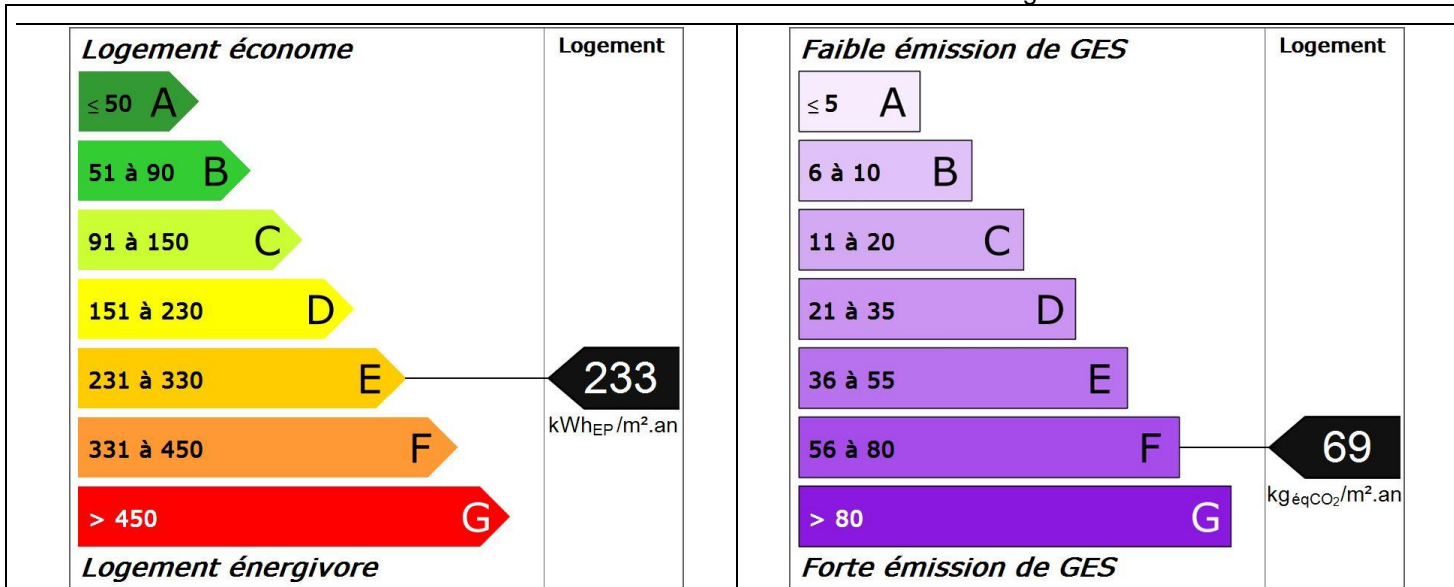 Logement économe
Logement
≤ 50 A
51 à 90 B
91 à 150 C
151 à 230 D
231 à 330 E
233
kWhEP/m².an
331 à 450 F
> 450 G
Logement énergivore
Faible émission de GES
Logement
≤ 5 A
6 à 10 B
11 à 20 C
21 à 35 D
36 à 55 E
56 à 80 F
69
kgéqCO₂/m².an
> 80 G
Forte émission de GES